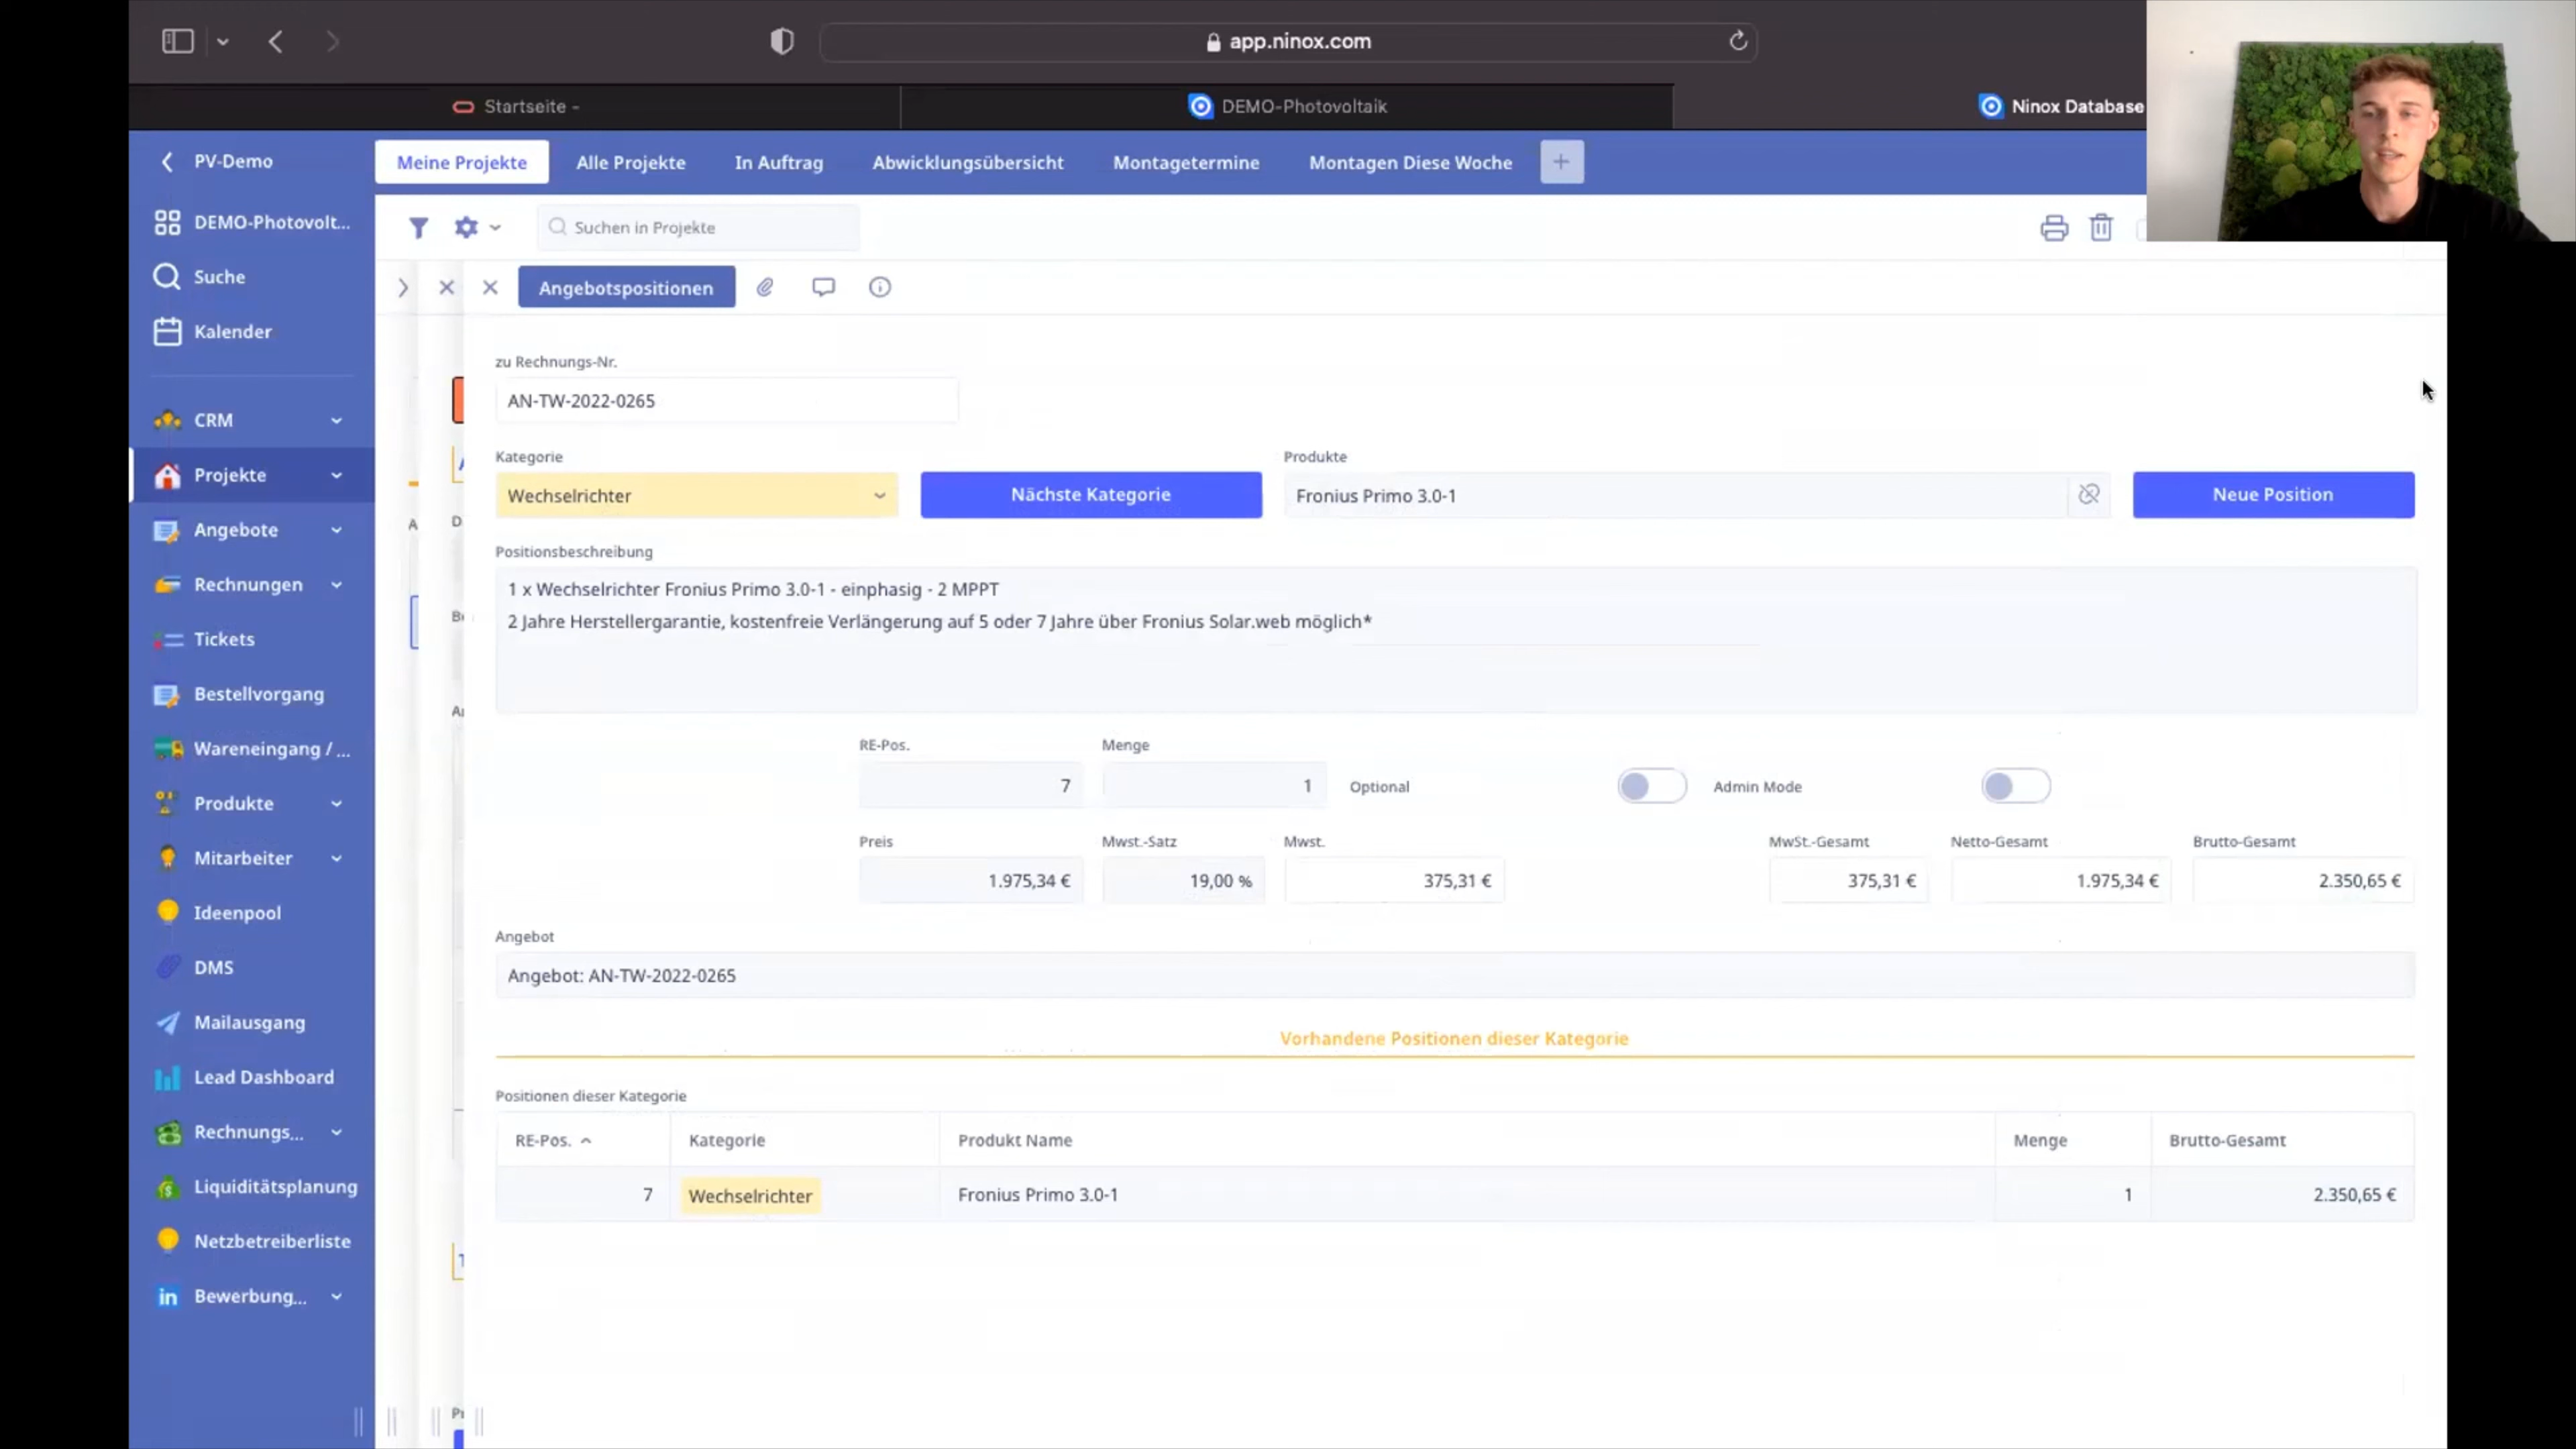 app.ninox.com
Startseite -
DEMO-Photovoltaik
Ninox Database
PV-Demo
Meine Projekte
Alle Projekte
In Auftrag
Abwicklungsübersicht
Montagetermine
Montagen Diese Woche
+
DEMO-Photovolt...
Suchen in Projekte
Suche
Angebotspositionen
Kalender
CRM
Projekte
Angebote
Rechnungen
Tickets
Bestellvorgang
Wareneingang / ...
Produkte
Mitarbeiter
Ideenpool
DMS
Mailausgang
Lead Dashboard
Rechnungs...
Liquiditätsplanung
Netzbetreiberliste
in Bewerbung...
zu Rechnungs-Nr.
AN-TW-2022-0265
Kategorie
Produkte
Wechselrichter
Nächste Kategorie
Fronius Primo 3.0-1
Neue Position
Positionsbeschreibung
1 x Wechselrichter Fronius Primo 3.0-1 - einphasig - 2 MPPT
2 Jahre Herstellergarantie, kostenfreie Verlängerung auf 5 oder 7 Jahre über Fronius Solar.web möglich*
RE-Pos.
Menge
7
1
Optional
Admin Mode
Preis
Mwst.-Satz
Mwst.
MwSt.-Gesamt
Netto-Gesamt
Brutto-Gesamt
1.975,34 €
19,00 %
375,31 €
375,31 €
1.975,34 €
2.350,65 €
Angebot
Angebot: AN-TW-2022-0265
Vorhandene Positionen dieser Kategorie
Positionen dieser Kategorie
RE-Pos.
Kategorie
Produkt Name
Menge
Brutto-Gesamt
7
Wechselrichter
Fronius Primo 3.0-1
1
2.350,65 €